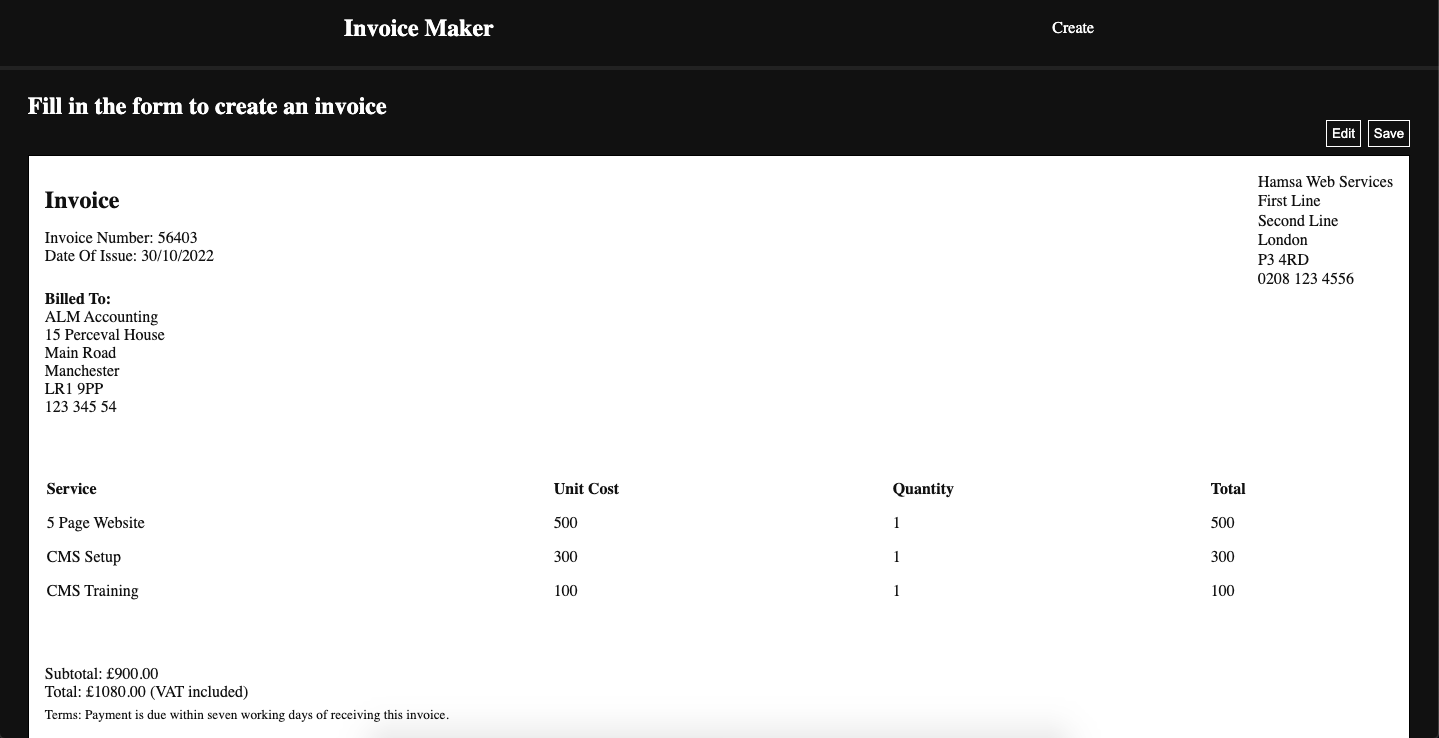 Invoice Maker
Create
Fill in the form to create an invoice
Edit Save
Invoice
Invoice Number: 56403
Date Of Issue: 30/10/2022
Hamsa Web Services
First Line
Second Line
London
P3 4RD
0208 123 4556
Billed To:
ALM Accounting
15 Perceval House
Main Road
Manchester
LR1 9PP
123 345 54
Service Unit Cost Quantity Total
5 Page Website 500 1 500
CMS Setup 300 1 300
CMS Training 100 1 100
Subtotal: £900.00
Total: £1080.00 (VAT included)
Terms: Payment is due within seven working days of receiving this invoice.